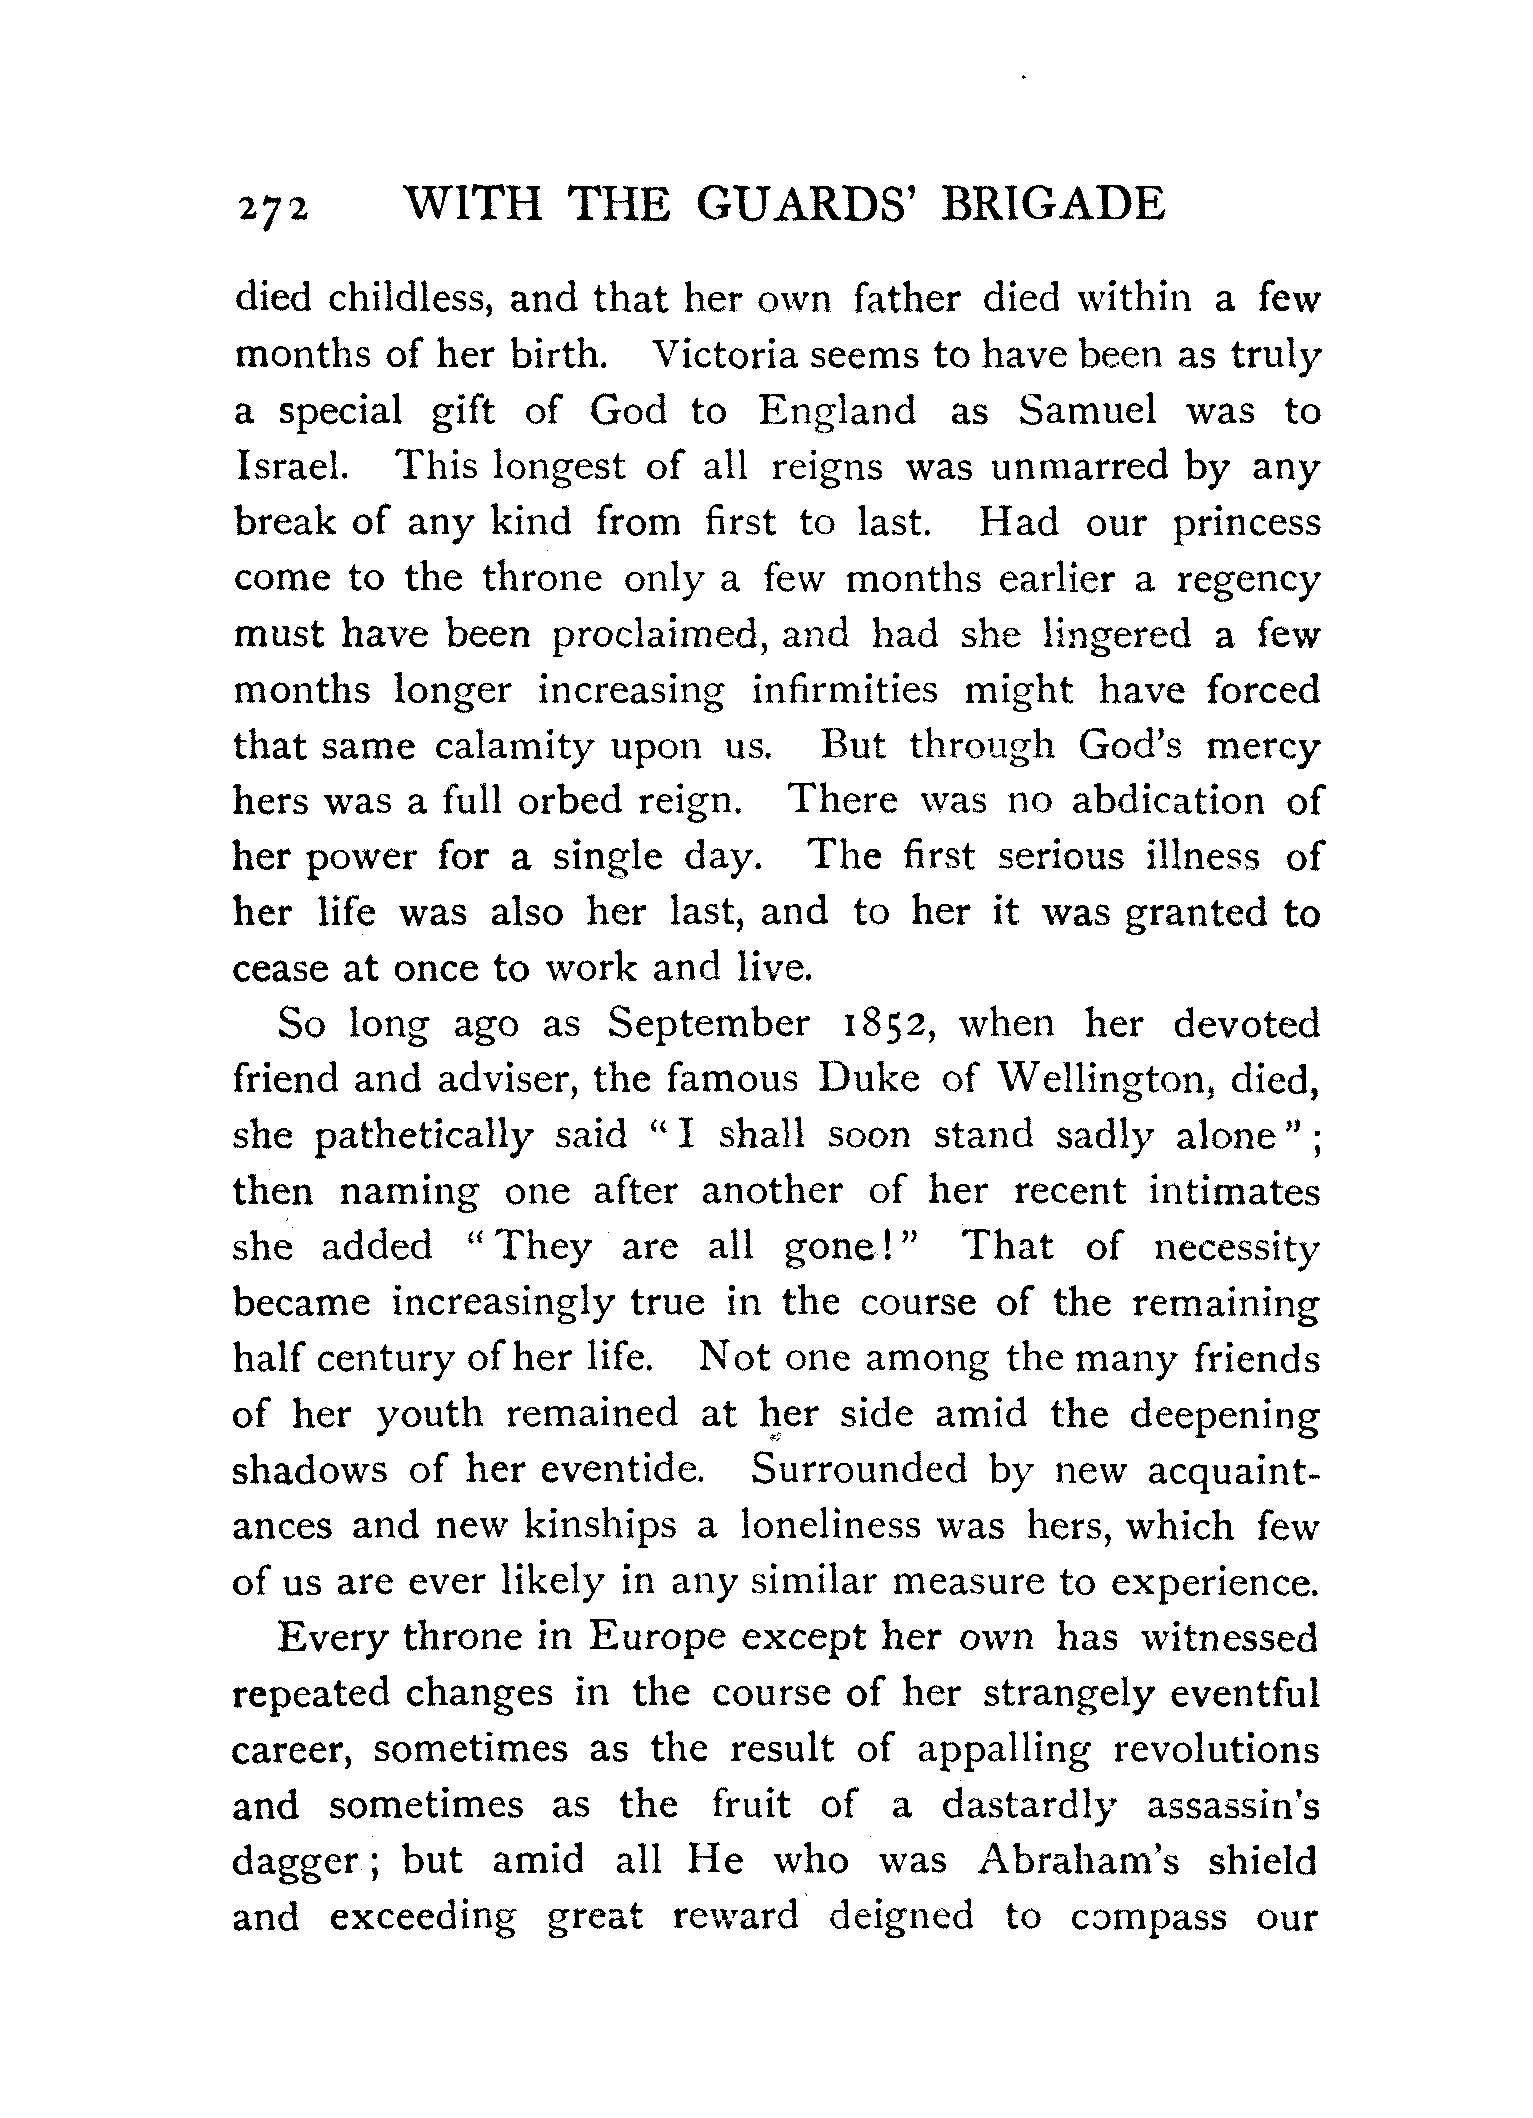 272 WITH THE GUARDS' BRIGADE
died childless, and that her own father died within a few
months of her birth. Victoria seems to have been as truly
a special gift of God to England as Samuel was to
Israel. This longest of all reigns was unmarred by any
break of any kind from first to last. Had our princess
come to the throne only a few months earlier a regency
must have been proclaimed, and had she lingered a few
months longer increasing infirmities might have forced
that same calamity upon us. But through God's mercy
hers was a full orbed reign. There was no abdication of
her power for a single day. The first serious illness of
her life was also her last, and to her it was granted to
cease at once to work and live.
So long ago as September 1852, when her devoted
friend and adviser, the famous Duke of Wellington, died,
she pathetically said "I shall soon stand sadly alone";
then naming one after another of her recent intimates
she added "They are all gone!" That of necessity
became increasingly true in the course of the remaining
half century of her life. Not one among the many friends
of her youth remained at her side amid the deepening
shadows of her eventide. Surrounded by new acquaint-
ances and new kinships a loneliness was hers, which few
of us are ever likely in any similar measure to experience.
Every throne in Europe except her own has witnessed
repeated changes in the course of her strangely eventful
career, sometimes as the result of appalling revolutions
and sometimes as the fruit of a dastardly assassin's
dagger; but amid all He who was Abraham's shield
and exceeding great reward deigned to compass our